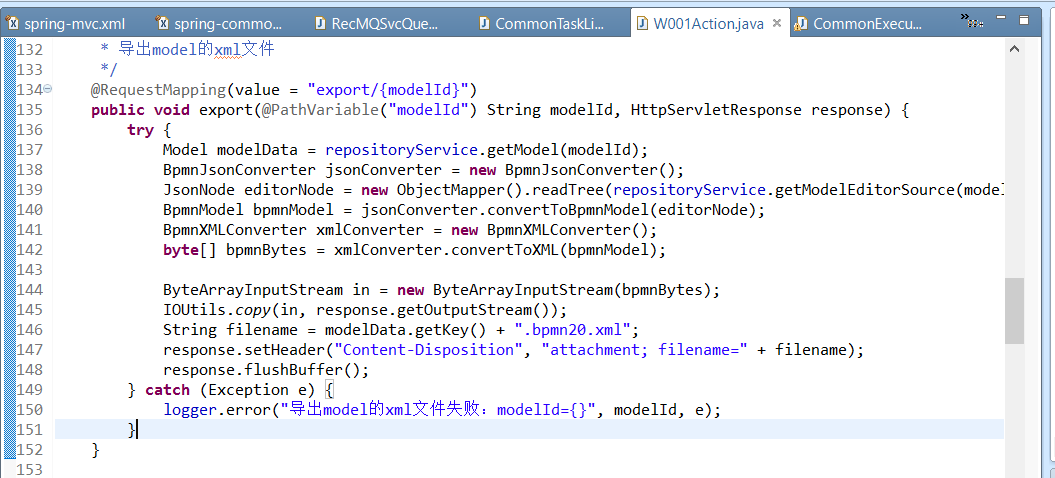 spring-mvc.xml spring-commo... RecMQSvcQue... CommonTaskLi... W001Action.java CommonExecu...
132 * 导出model的xml文件
133 */
134 @RequestMapping(value = "export/{modelId}")
135 public void export(@PathVariable("modelId") String modelId, HttpServletResponse response) {
136 try {
137 Model modelData = repositoryService.getModel(modelId);
138 BpmnJsonConverter jsonConverter = new BpmnJsonConverter();
139 JsonNode editorNode = new ObjectMapper().readTree(repositoryService.getModelEditorSource(model
140 BpmnModel bpmnModel = jsonConverter.convertToBpmnModel(editorNode);
141 BpmnXMLConverter xmlConverter = new BpmnXMLConverter();
142 byte[] bpmnBytes = xmlConverter.convertToXML(bpmnModel);
143
144 ByteArrayInputStream in = new ByteArrayInputStream(bpmnBytes);
145 IOUtils.copy(in, response.getOutputStream());
146 String filename = modelData.getKey() + ".bpmn20.xml";
147 response.setHeader("Content-Disposition", "attachment; filename=" + filename);
148 response.flushBuffer();
149 } catch (Exception e) {
150 logger.error("导出model的xml文件失败：modelId={}", modelId, e);
151 }
152 }
153